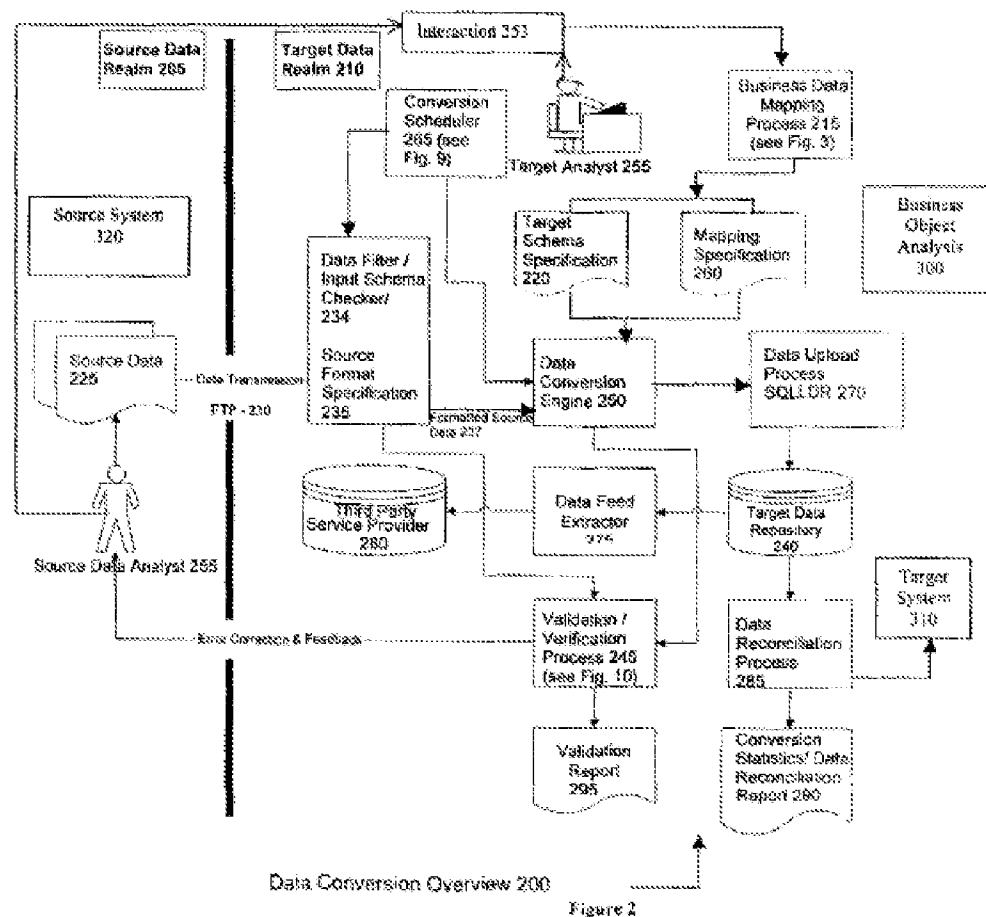 Interaction 253
Source Data
Realm 205
Target Data
Realm 210
Conversion
Scheduler
265 (see
Fig. 9)
Target Analyst 255
Business Data
Mapping
Process 215
(see Fig. 3)
Source System
320
Target
Schema
Specification
220
Mapping
Specification
260
Business
Object
Analysis
300
Data Filter /
Input Schema
Checker/
234
Source
Format
Specification
235
Source Data
225
Data Transmission
FTP - 230
Data
Conversion
Engine 250
Data Upload
Process
SQLLDR 270
Formatted Source
Data 237
Third Party
Service Provider
280
Data Feed
Extractor
275
Target Data
Repository
240
Source Data Analyst 255
Target
System
310
Error Correction & Feedback
Validation /
Verification
Process 245
(see Fig. 10)
Data
Reconciliation
Process
285
Validation
Report
295
Conversion
Statistics/ Data
Reconciliation
Report 290
Data Conversion Overview 200
Figure 2